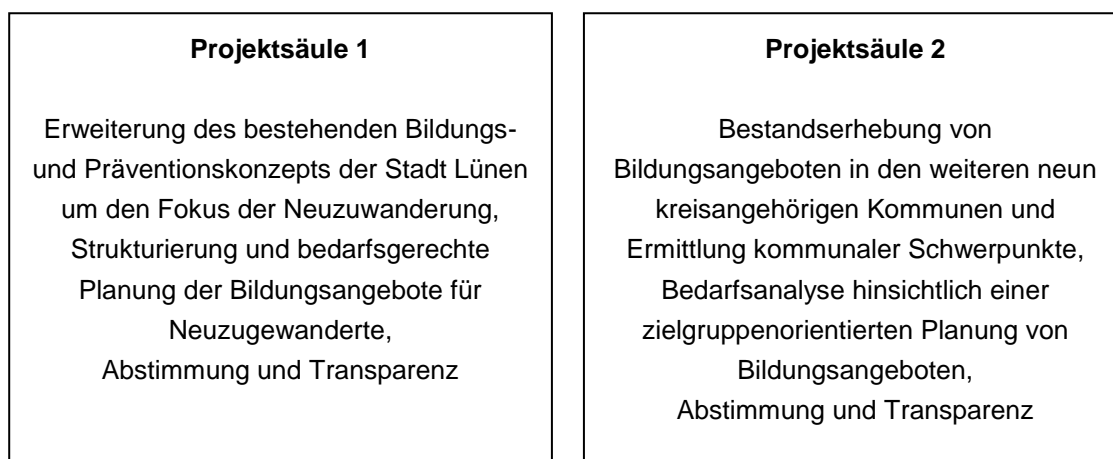 Projektsäule 1
Erweiterung des bestehenden Bildungs-
und Präventionskonzepts der Stadt Lünen
um den Fokus der Neuzuwanderung,
Strukturierung und bedarfsgerechte
Planung der Bildungsangebote für
Neuzugewanderte,
Abstimmung und Transparenz
Projektsäule 2
Bestandserhebung von
Bildungsangeboten in den weiteren neun
kreisangehörigen Kommunen und
Ermittlung kommunaler Schwerpunkte,
Bedarfsanalyse hinsichtlich einer
zielgruppenorientierten Planung von
Bildungsangeboten,
Abstimmung und Transparenz